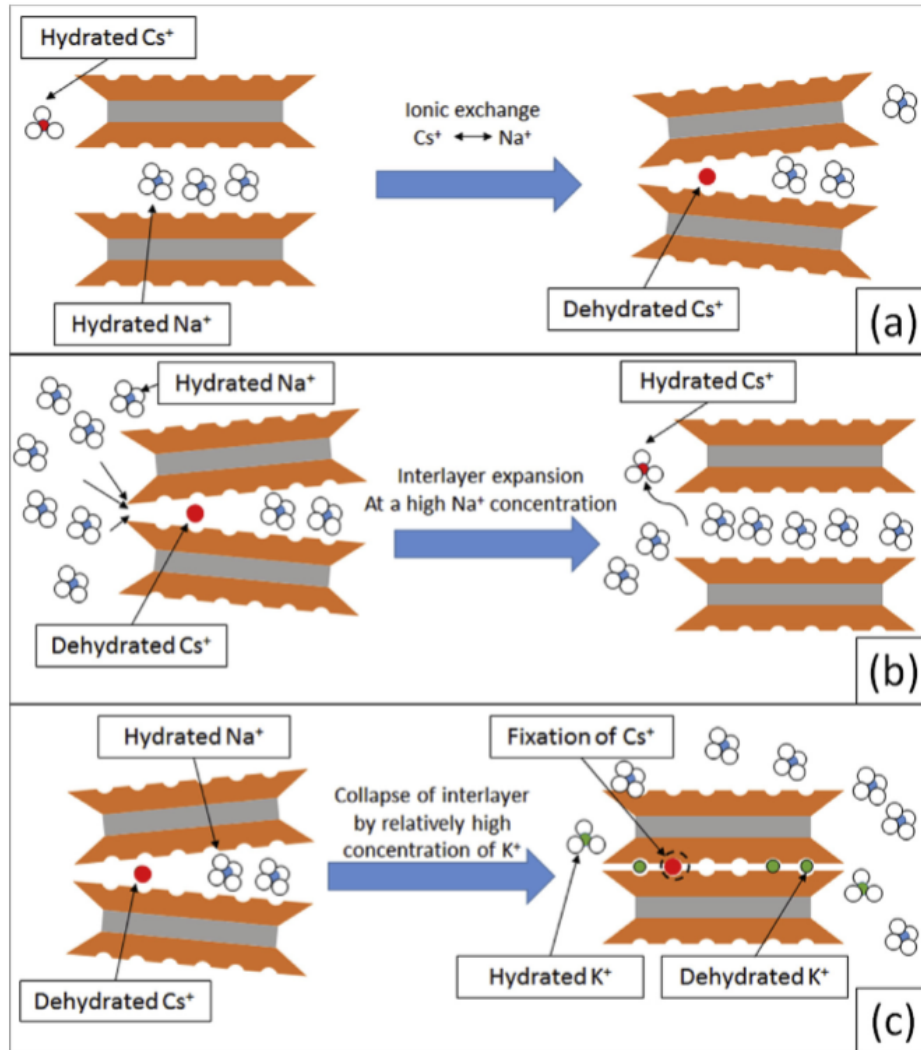 Hydrated Cs⁺
Ionic exchange
Cs⁺ ↔ Na⁺
Hydrated Na⁺
Dehydrated Cs⁺
(a)
Hydrated Na⁺
Hydrated Cs⁺
Interlayer expansion
At a high Na⁺ concentration
Dehydrated Cs⁺
(b)
Hydrated Na⁺
Fixation of Cs⁺
Collapse of interlayer
by relatively high
concentration of K⁺
Dehydrated Cs⁺
Hydrated K⁺
Dehydrated K⁺
(c)